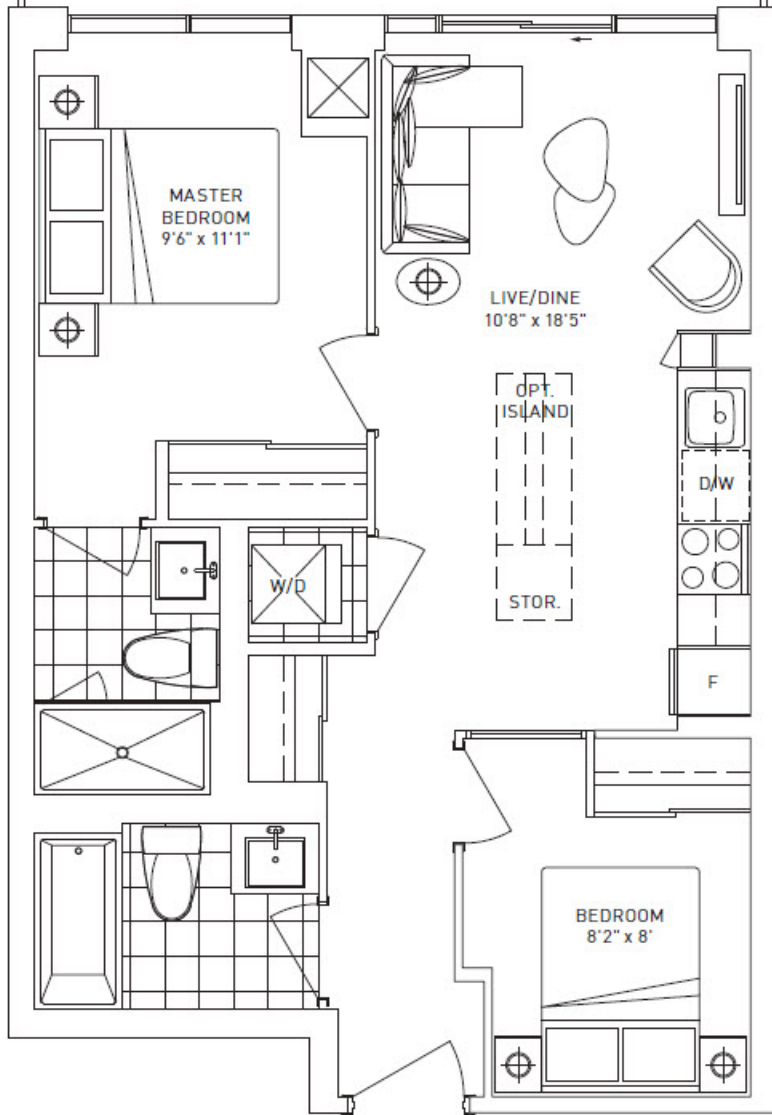 MASTER
BEDROOM
9'6" x 11'1"
LIVE/DINE
10'8" x 18'5"
OPT.
ISLAND
D/W
W/D
STOR.
F
BEDROOM
8'2" x 8'